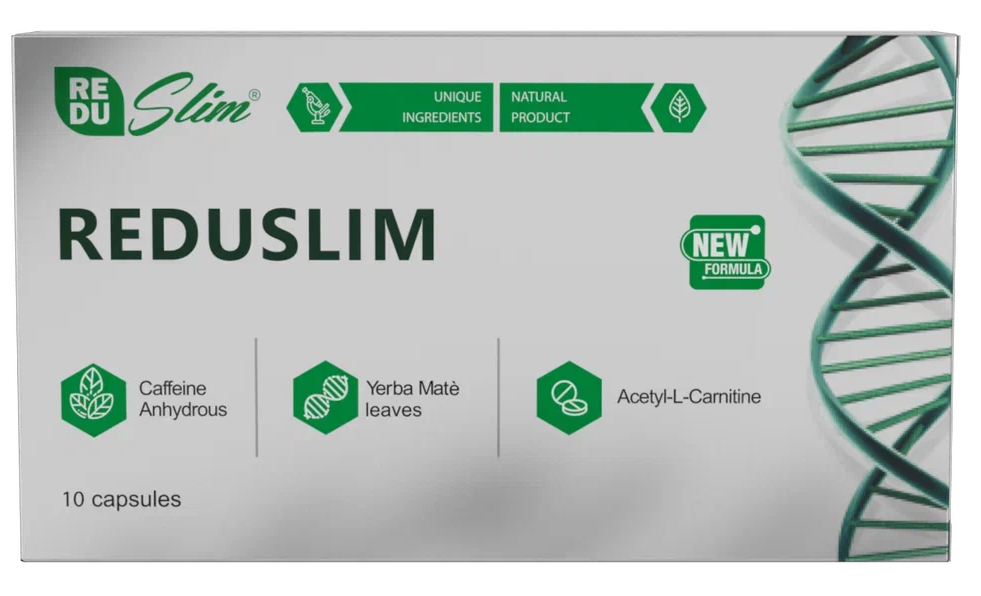 RE
DU
Slim®
UNIQUE
INGREDIENTS
NATURAL
PRODUCT
REDUSLIM
NEW
FORMULA
Caffeine
Anhydrous
Yerba Matè
leaves
Acetyl-L-Carnitine
10 capsules